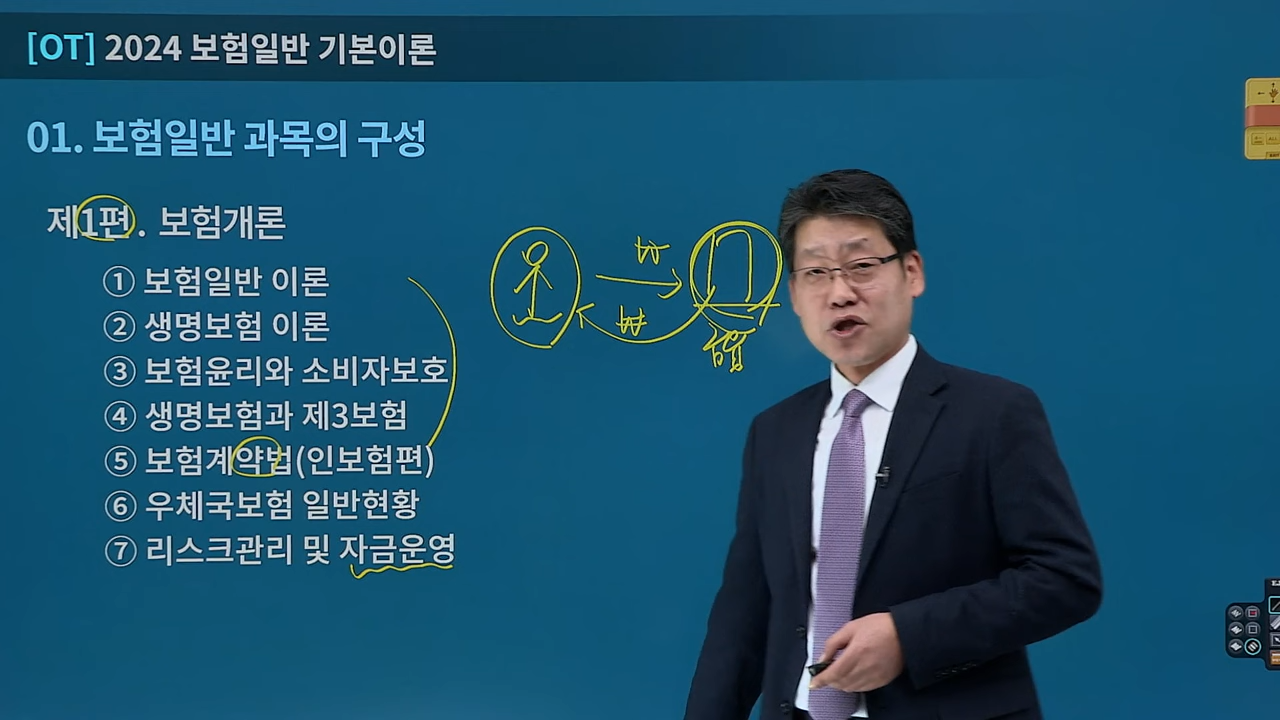 [OT] 2024 보험일반 기본이론
01. 보험일반 과목의 구성
제1편. 보험개론
① 보험일반 이론
② 생명보험 이론
③ 보험윤리와 소비자보호
④ 생명보험과 제3보험
⑤ 보험계약법(인보험편)
⑥ 우체국보험 일반현황
⑦ 리스크관리 및 자금운영
₩
₩